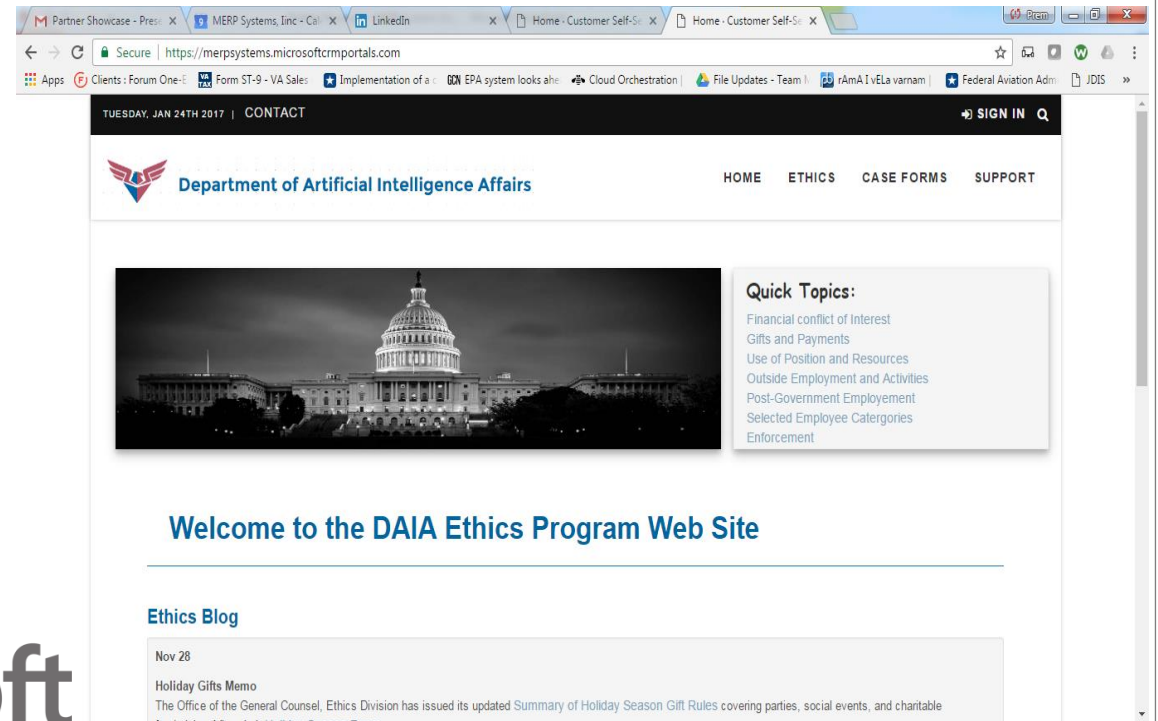 Partner Showcase - Prese
MERP Systems, Iinc - Cal
LinkedIn
Home · Customer Self-Se
Home · Customer Self-Se
Prem
Secure | https://merpsystems.microsoftcrmportals.com
Apps
Clients : Forum One-E
Form ST-9 - VA Sales
Implementation of a c
GCN EPA system looks ahe
Cloud Orchestration |
File Updates - Team N
rAmA I vELa varnam |
Federal Aviation Adm
JDIS
»
TUESDAY, JAN 24TH 2017 | CONTACT
SIGN IN
Department of Artificial Intelligence Affairs
HOME ETHICS CASE FORMS SUPPORT
Quick Topics:
Financial conflict of Interest
Gifts and Payments
Use of Position and Resources
Outside Employment and Activities
Post-Government Employement
Selected Employee Catergories
Enforcement
Welcome to the DAIA Ethics Program Web Site
Ethics Blog
Nov 28
Holiday Gifts Memo
The Office of the General Counsel, Ethics Division has issued its updated Summary of Holiday Season Gift Rules covering parties, social events, and charitable
oft